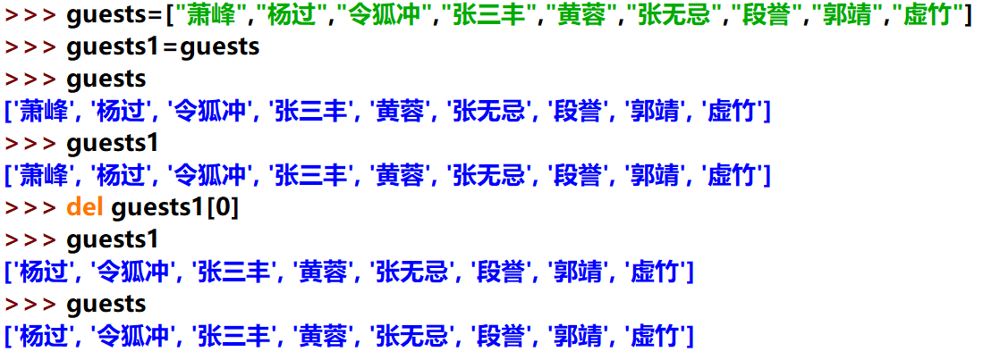 >>> guests=["萧峰","杨过","令狐冲","张三丰","黄蓉","张无忌","段誉","郭靖","虚竹"]
>>> guests1=guests
>>> guests
['萧峰', '杨过', '令狐冲', '张三丰', '黄蓉', '张无忌', '段誉', '郭靖', '虚竹']
>>> guests1
['萧峰', '杨过', '令狐冲', '张三丰', '黄蓉', '张无忌', '段誉', '郭靖', '虚竹']
>>> del guests1[0]
>>> guests1
['杨过', '令狐冲', '张三丰', '黄蓉', '张无忌', '段誉', '郭靖', '虚竹']
>>> guests
['杨过', '令狐冲', '张三丰', '黄蓉', '张无忌', '段誉', '郭靖', '虚竹']